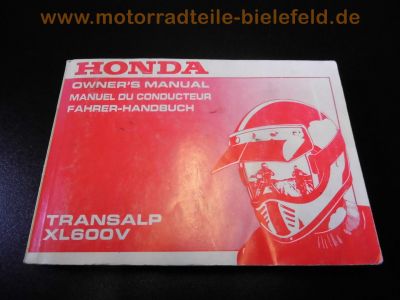 www.motorradteile-bielefeld.de
HONDA
OWNER'S MANUAL
MANUEL DU CONDUCTEUR
FAHRER-HANDBUCH
TRANSALP
XL600V